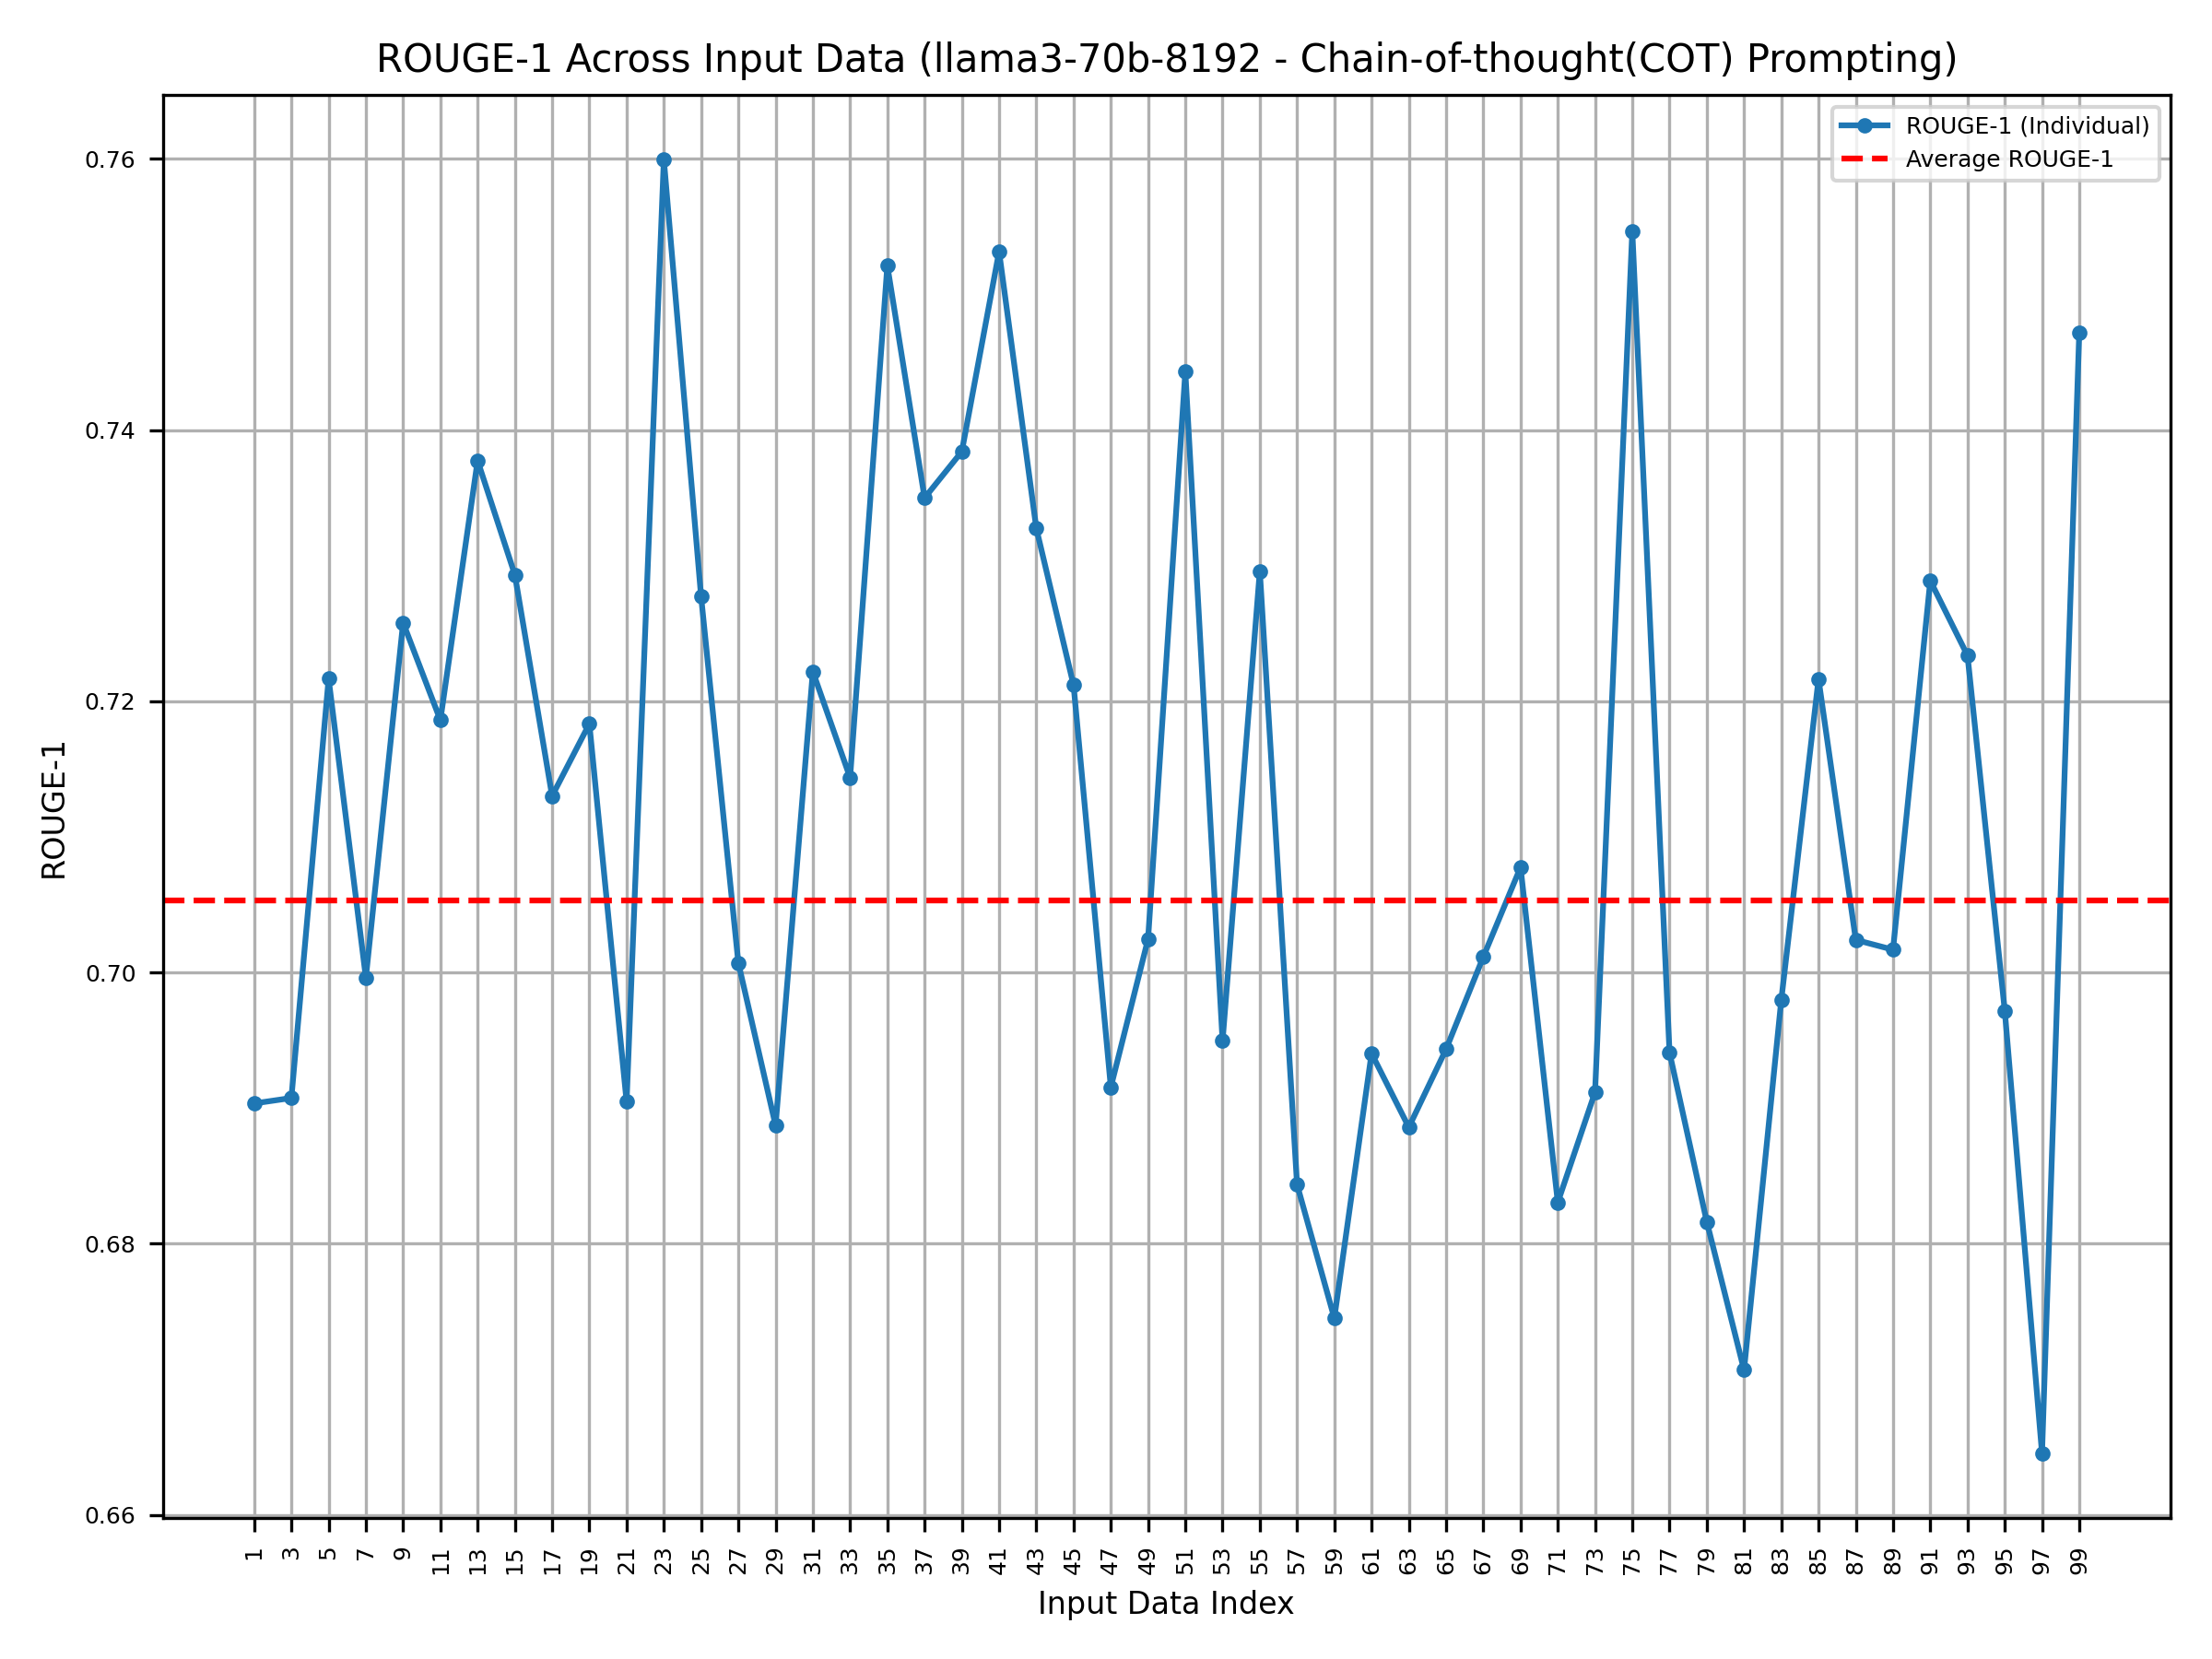 ROUGE-1 Across Input Data (llama3-70b-8192 - Chain-of-thought(COT) Prompting)
ROUGE-1 (Individual)
Average ROUGE-1
0.76
0.74
0.72
0.70
0.68
0.66
ROUGE-1
1 3 5 7 9 11 13 15 17 19 21 23 25 27 29 31 33 35 37 39 41 43 45 47 49 51 53 55 57 59 61 63 65 67 69 71 73 75 77 79 81 83 85 87 89 91 93 95 97 99
Input Data Index